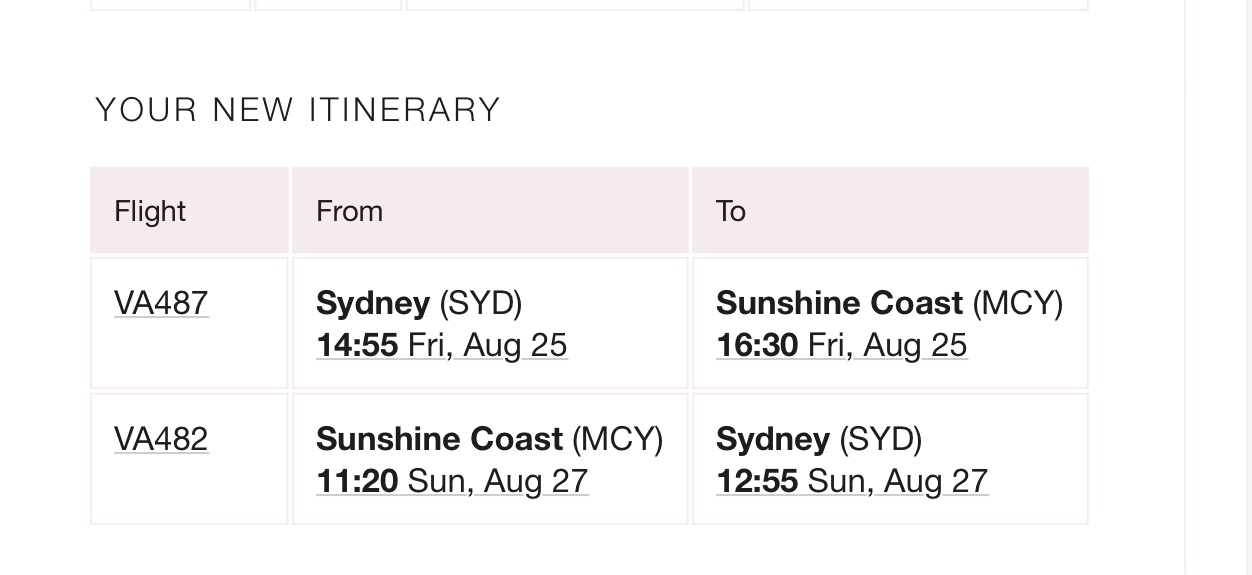 YOUR NEW ITINERARY
Flight From To
VA487 Sydney (SYD) Sunshine Coast (MCY)
14:55 Fri, Aug 25 16:30 Fri, Aug 25
VA482 Sunshine Coast (MCY) Sydney (SYD)
11:20 Sun, Aug 27 12:55 Sun, Aug 27